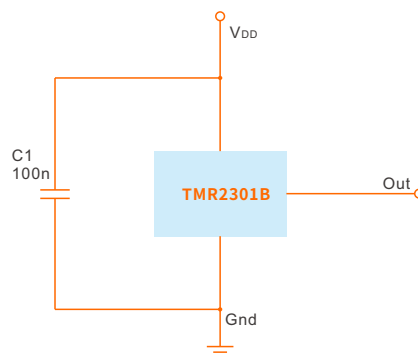 VDD
C1
100n
TMR2301B
Out
Gnd